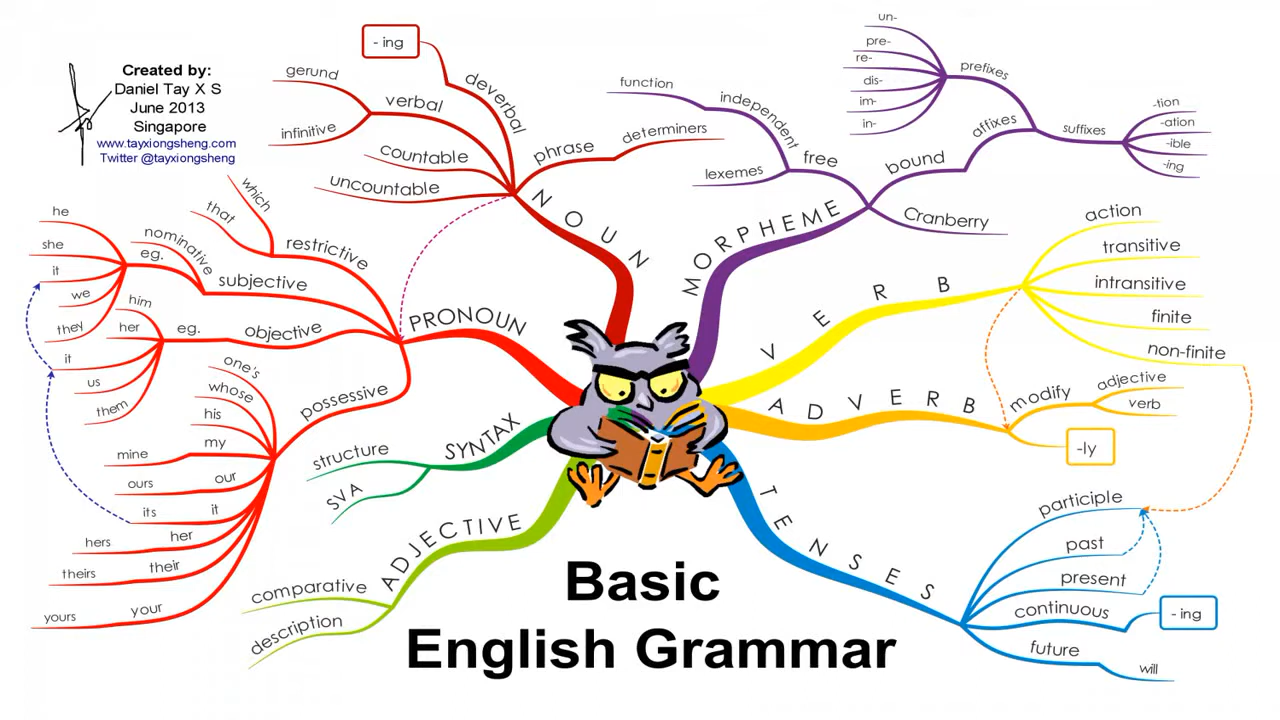 Created by:
Daniel Tay X S
June 2013
Singapore
www.tayxiongsheng.com
Twitter @tayxiongsheng
NOUN
- ing
deverbal
verbal
gerund
infinitive
countable
uncountable
phrase
determiners
MORPHEME
independent
function
free
lexemes
bound
affixes
prefixes
un-
pre-
re-
dis-
im-
in-
suffixes
-tion
-ation
-ible
-ing
Cranberry
VERB
action
transitive
intransitive
finite
non-finite
ADVERB
modify
adjective
verb
-ly
TENSES
participle
past
present
continuous
- ing
future
will
PRONOUN
restrictive
which
that
subjective
nominative
eg.
he
she
it
we
they
objective
eg.
him
her
it
us
them
possessive
one's
whose
his
my
mine
our
ours
it
its
her
hers
their
theirs
your
yours
SYNTAX
structure
SVA
ADJECTIVE
comparative
description
Basic
English Grammar